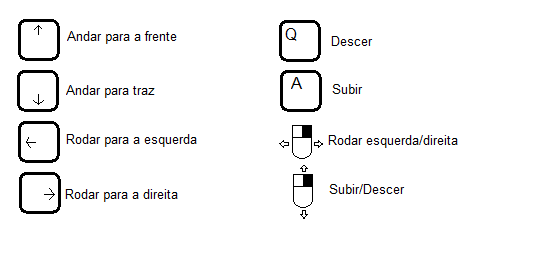 Andar para a frente
Andar para traz
Rodar para a esquerda
Rodar para a direita
Q
Descer
A
Subir
Rodar esquerda/direita
Subir/Descer